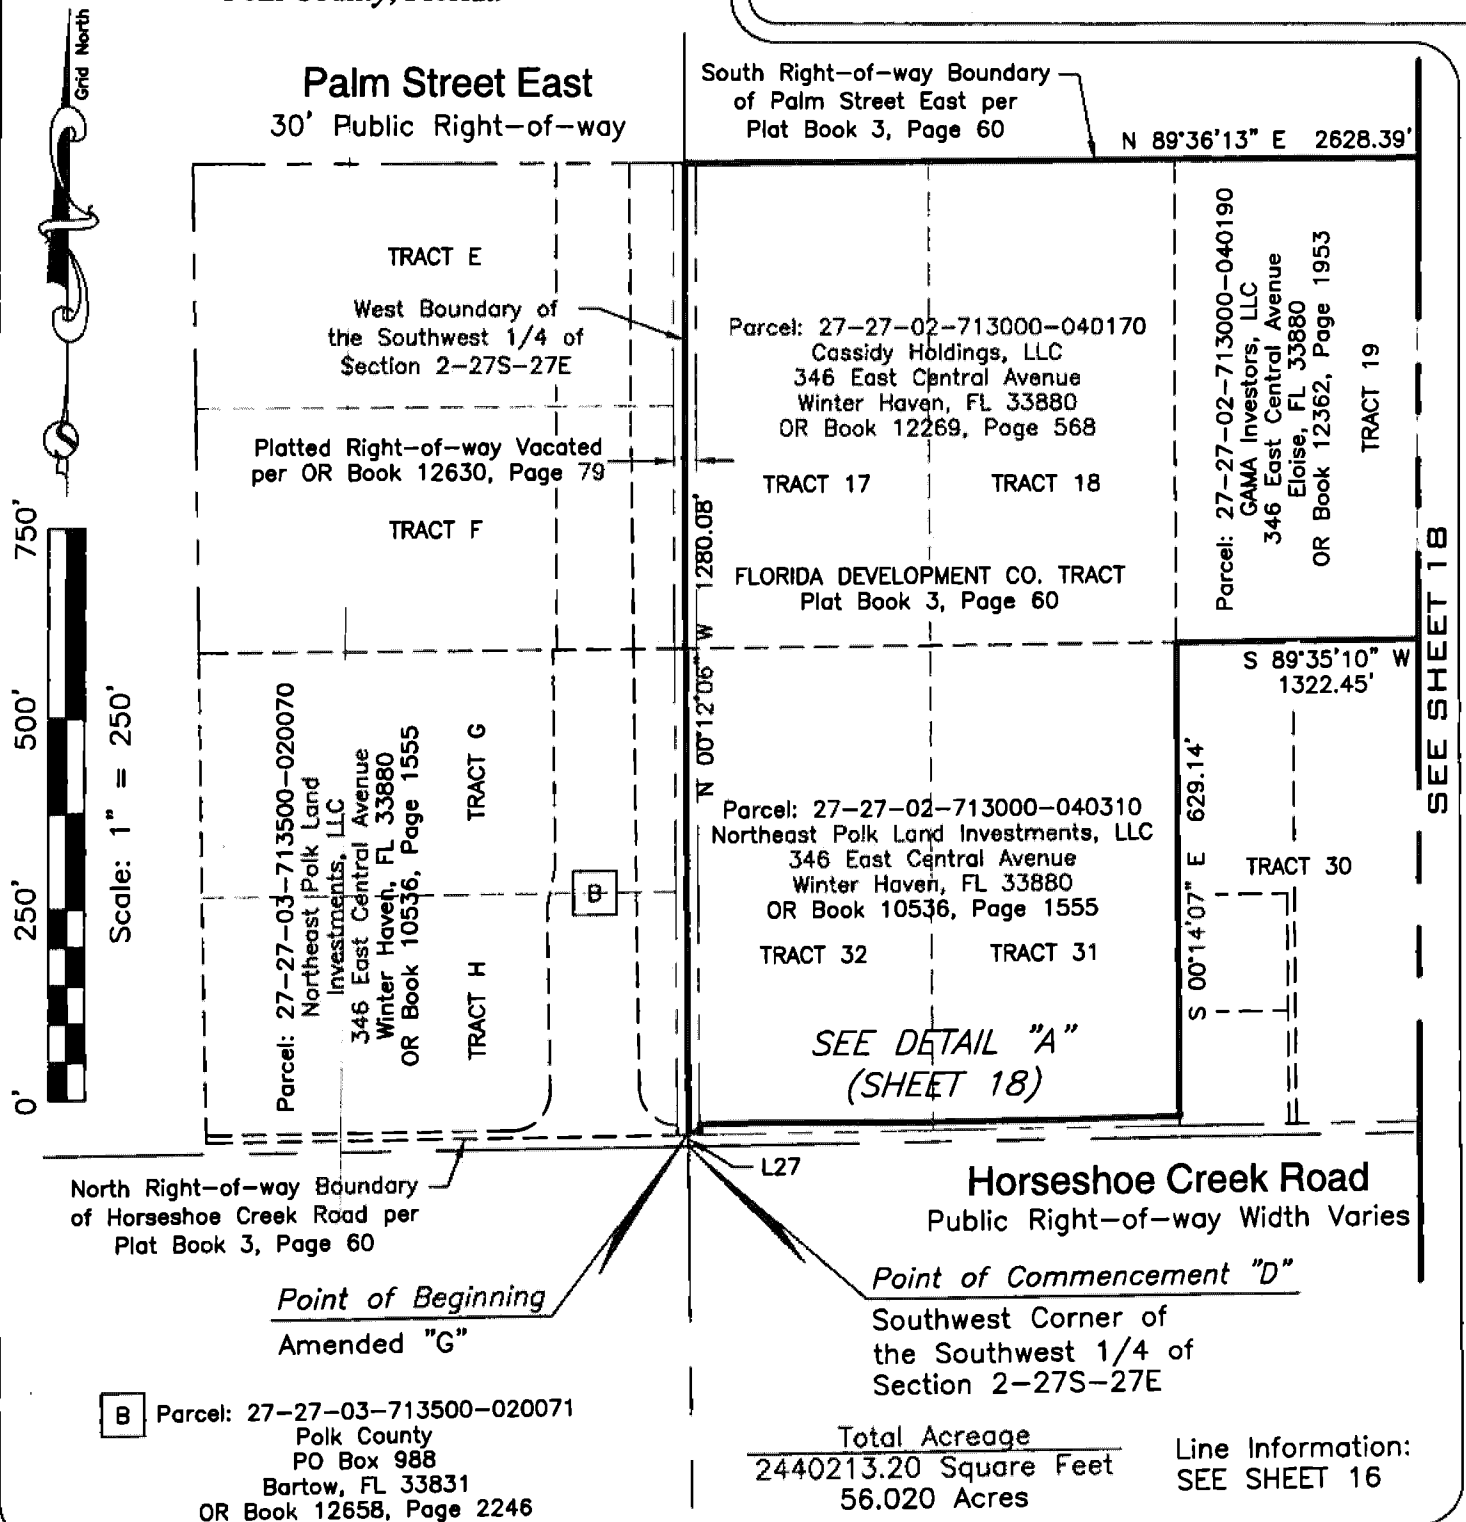 Grid North
Palm Street East
30' Public Right-of-way
South Right-of-way Boundary
of Palm Street East per
Plat Book 3, Page 60
N 89°36'13" E 2628.39'
TRACT E
West Boundary of
the Southwest 1/4 of
Section 2-27S-27E
Platted Right-of-way Vacated
per OR Book 12630, Page 79
TRACT F
Parcel: 27-27-02-713000-040170
Cassidy Holdings, LLC
346 East Central Avenue
Winter Haven, FL 33880
OR Book 12269, Page 568
TRACT 17
TRACT 18
FLORIDA DEVELOPMENT CO. TRACT
Plat Book 3, Page 60
Parcel: 27-27-02-713000-040190
GAMA Investors, LLC
346 East Central Avenue
Eloise, FL 33880
OR Book 12362, Page 1953
TRACT 19
SEE SHEET 18
S 89°35'10" W
1322.45'
N 00°12'06" W 1280.08'
750'
500'
250'
0'
Scale: 1" = 250'
Parcel: 27-27-03-713500-020070
Northeast Polk Land
Investments, LLC
346 East Central Avenue
Winter Haven, FL 33880
OR Book 10536, Page 1555
TRACT G
TRACT H
B
Parcel: 27-27-02-713000-040310
Northeast Polk Land Investments, LLC
346 East Central Avenue
Winter Haven, FL 33880
OR Book 10536, Page 1555
TRACT 32
TRACT 31
SEE DETAIL "A"
(SHEET 18)
S 00°14'07" E 629.14'
TRACT 30
L27
North Right-of-way Boundary
of Horseshoe Creek Road per
Plat Book 3, Page 60
Horseshoe Creek Road
Public Right-of-way Width Varies
Point of Beginning
Amended "G"
Point of Commencement "D"
Southwest Corner of
the Southwest 1/4 of
Section 2-27S-27E
B Parcel: 27-27-03-713500-020071
Polk County
PO Box 988
Bartow, FL 33831
OR Book 12658, Page 2246
Total Acreage
2440213.20 Square Feet
56.020 Acres
Line Information:
SEE SHEET 16